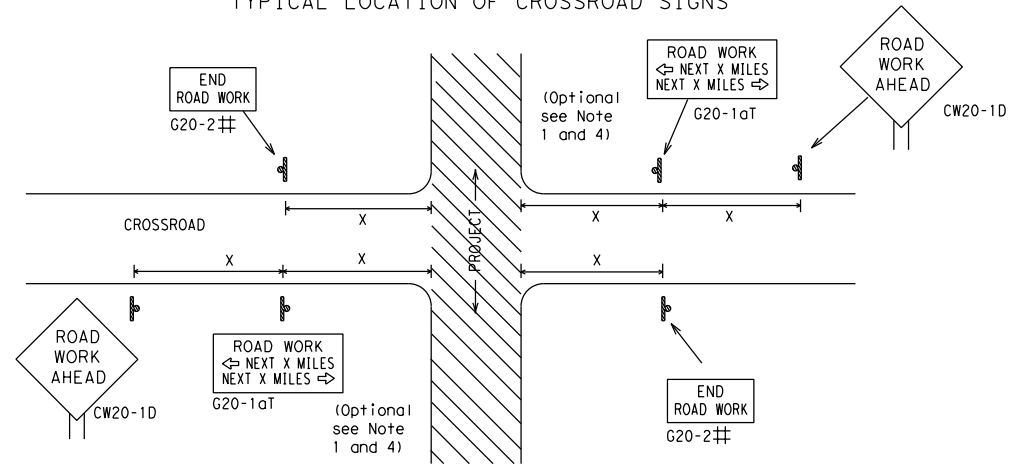 TYPICAL LOCATION OF CROSSROAD SIGNS
END
ROAD WORK
G20-2#
(Optional
see Note
1 and 4)
ROAD WORK
⇦ NEXT X MILES
NEXT X MILES ⇨
G20-1aT
ROAD
WORK
AHEAD
CW20-1D
X
X
X
CROSSROAD
PROJECT
X
X
X
ROAD
WORK
AHEAD
CW20-1D
ROAD WORK
⇦ NEXT X MILES
NEXT X MILES ⇨
G20-1aT
(Optional
see Note
1 and 4)
END
ROAD WORK
G20-2#